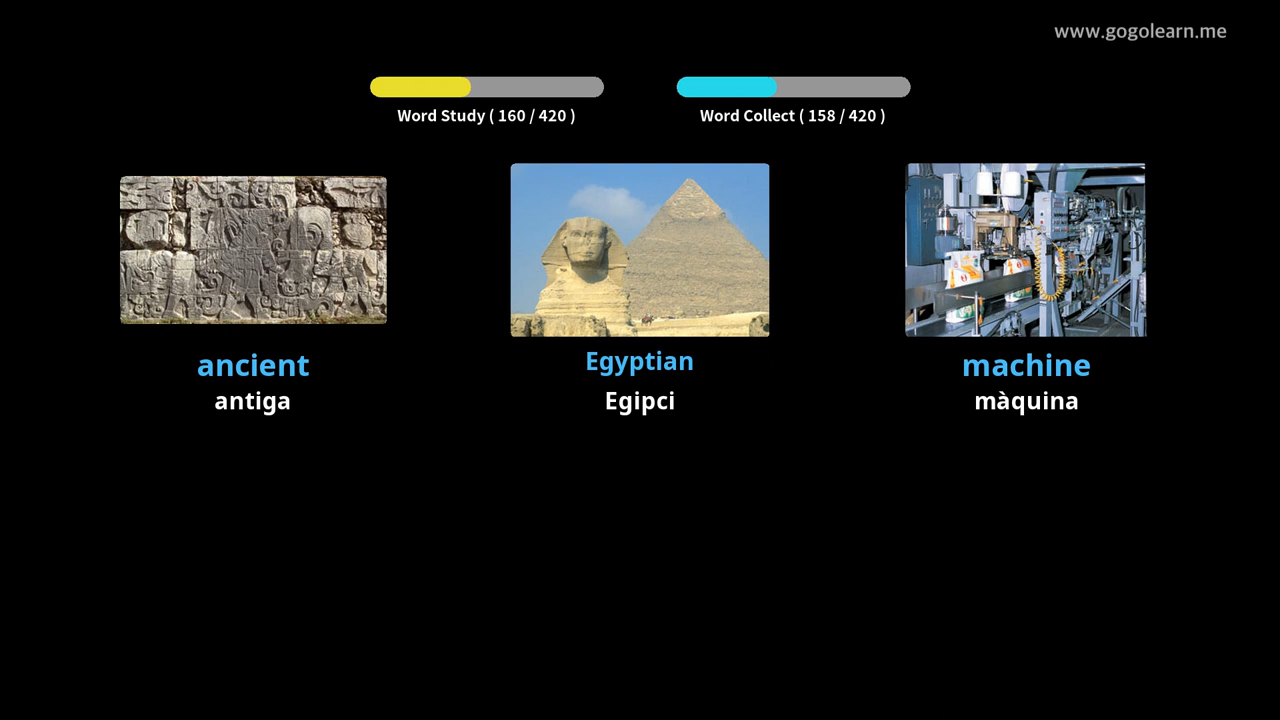 www.gogolearn.me
Word Study ( 160 / 420 )
Word Collect ( 158 / 420 )
ancient
antiga
Egyptian
Egipci
machine
màquina